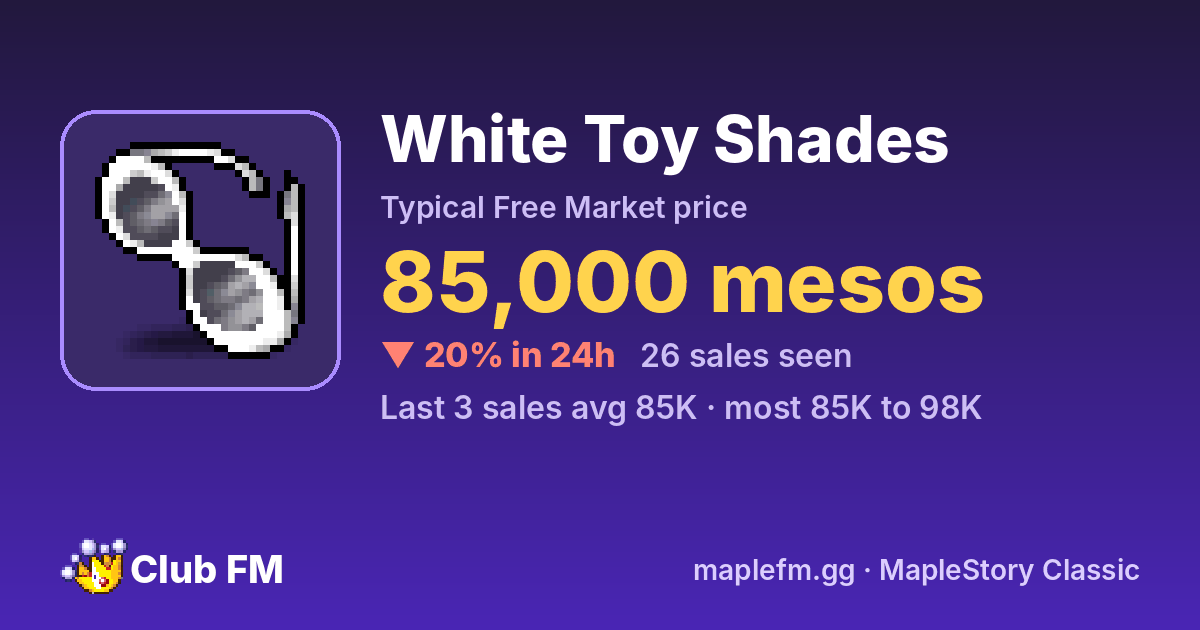 White Toy Shades
Typical Free Market price
85,000 mesos
▼ 20% in 24h 26 sales seen
Last 3 sales avg 85K · most 85K to 98K
Club FM
maplefm.gg · MapleStory Classic